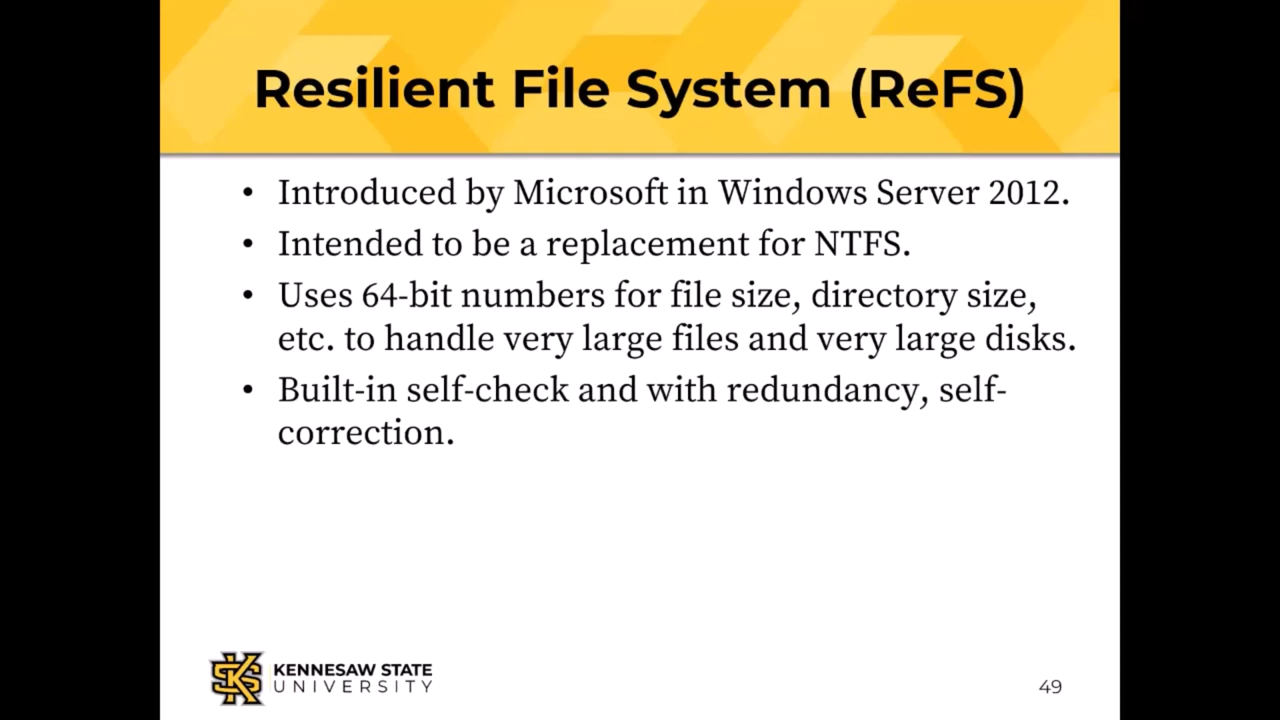 Resilient File System (ReFS)
• Introduced by Microsoft in Windows Server 2012.
• Intended to be a replacement for NTFS.
• Uses 64-bit numbers for file size, directory size,
etc. to handle very large files and very large disks.
• Built-in self-check and with redundancy, self-
correction.
KENNESAW STATE
UNIVERSITY
49